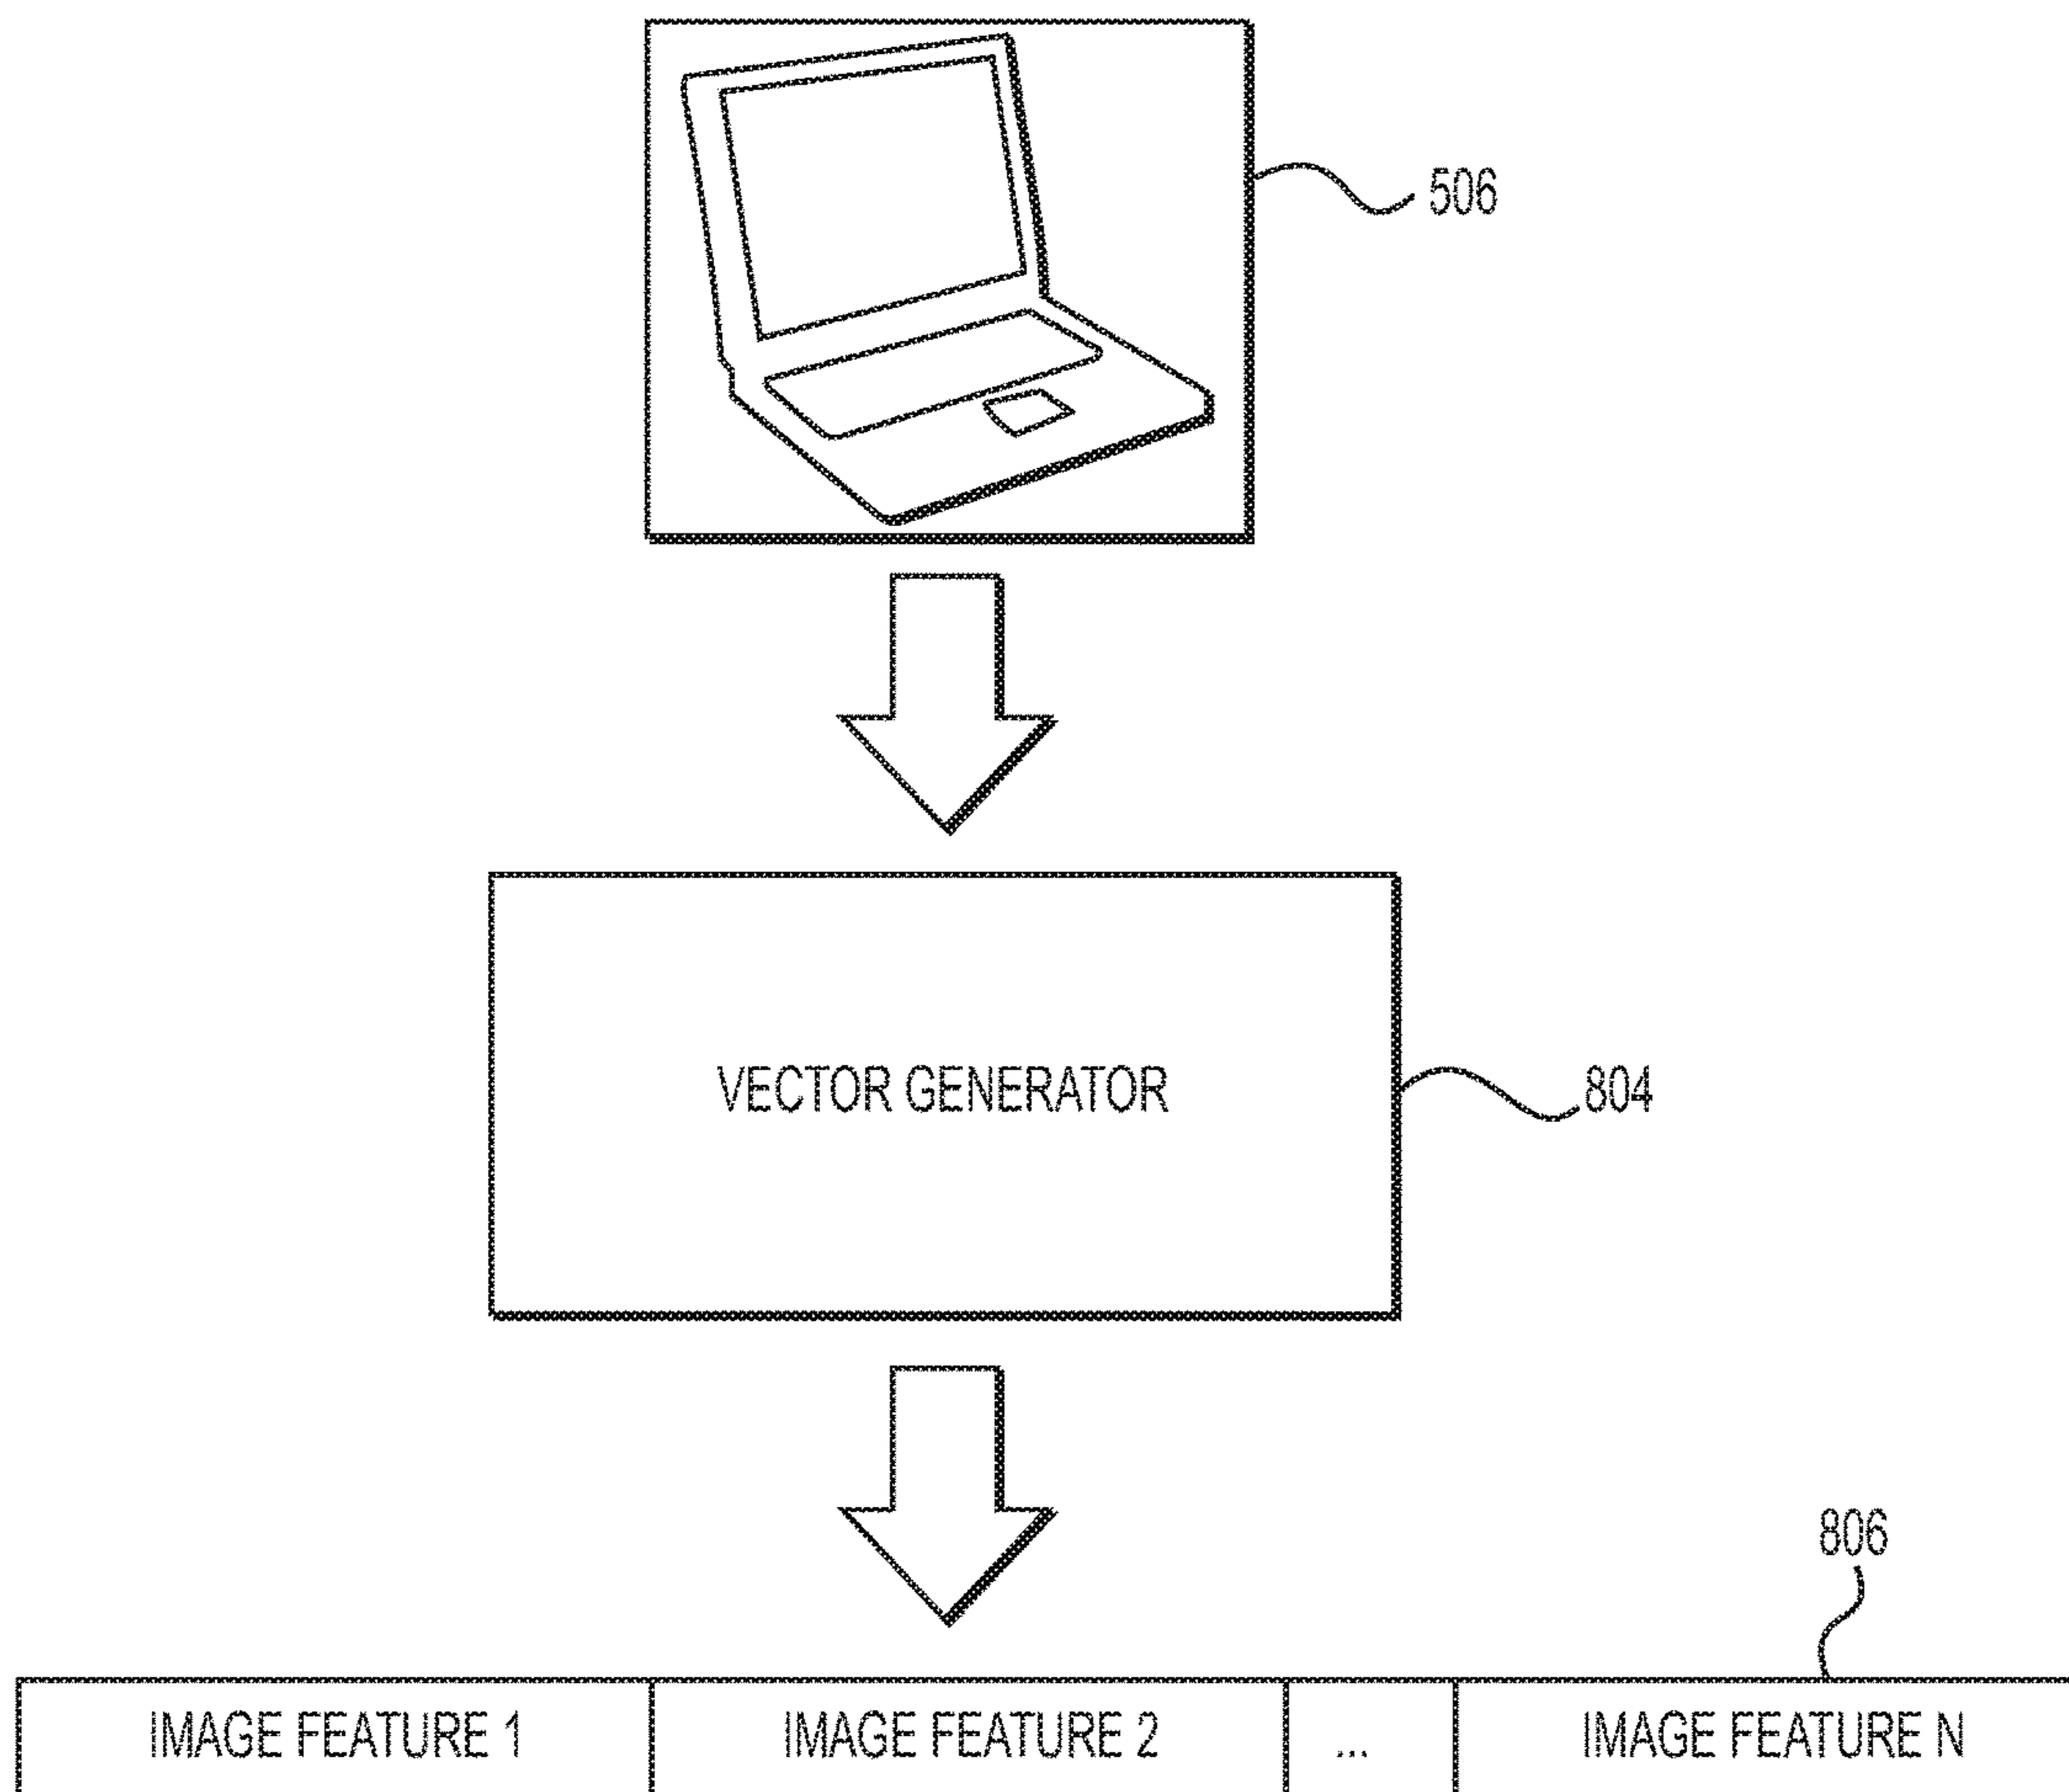 506
VECTOR GENERATOR
804
806
IMAGE FEATURE 1
IMAGE FEATURE 2
...
IMAGE FEATURE N